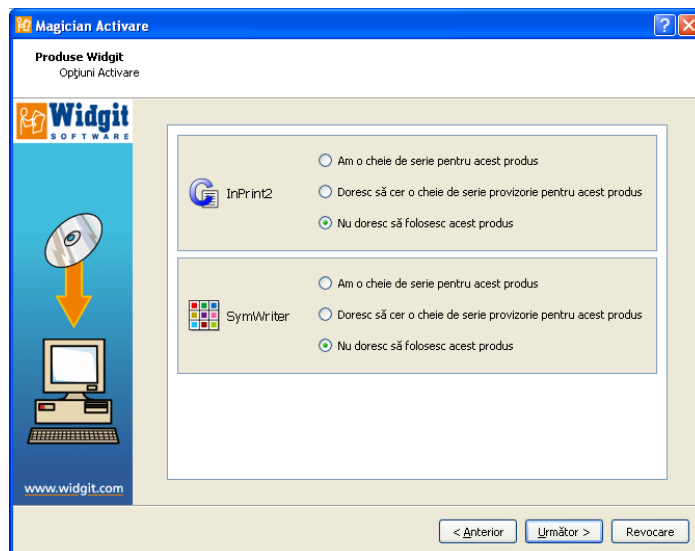 Magician Activare
Produse Widgit
Opţiuni Activare
Widgit
SOFTWARE
InPrint2
Am o cheie de serie pentru acest produs
Doresc să cer o cheie de serie provizorie pentru acest produs
Nu doresc să folosesc acest produs
SymWriter
Am o cheie de serie pentru acest produs
Doresc să cer o cheie de serie provizorie pentru acest produs
Nu doresc să folosesc acest produs
www.widgit.com
< Anterior Următor > Revocare